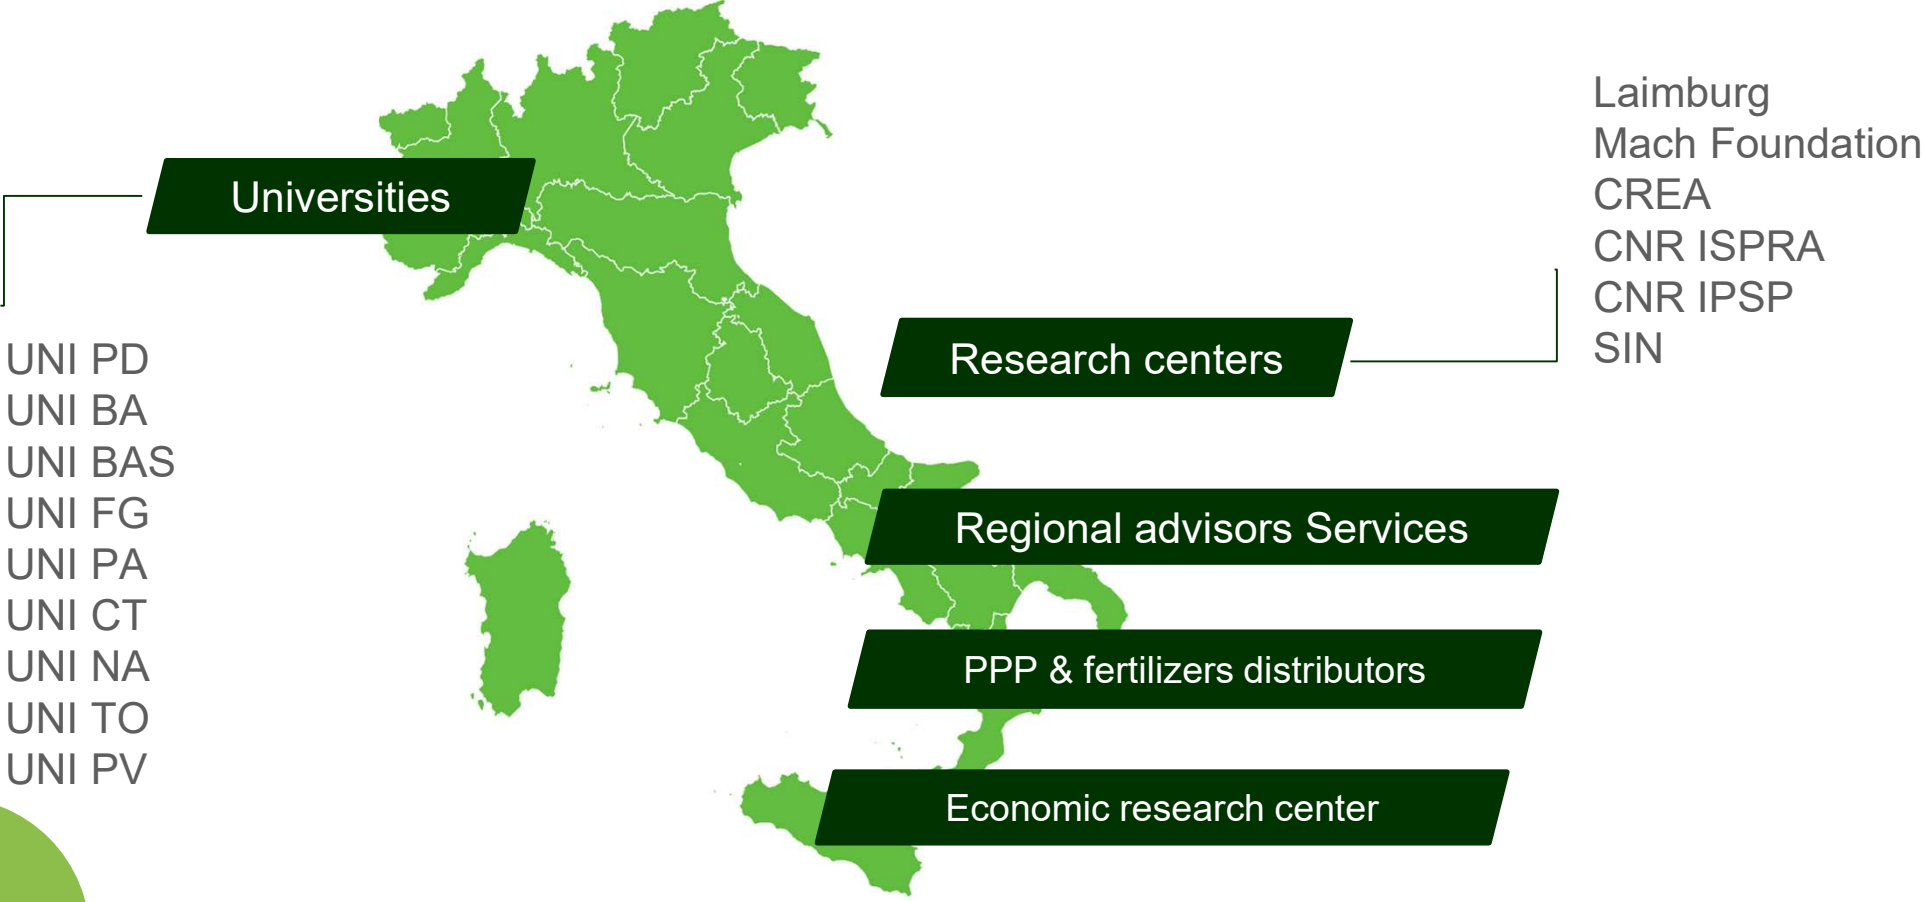 Universities
UNI PD
UNI BA
UNI BAS
UNI FG
UNI PA
UNI CT
UNI NA
UNI TO
UNI PV
Research centers
Laimburg
Mach Foundation
CREA
CNR ISPRA
CNR IPSP
SIN
Regional advisors Services
PPP & fertilizers distributors
Economic research center